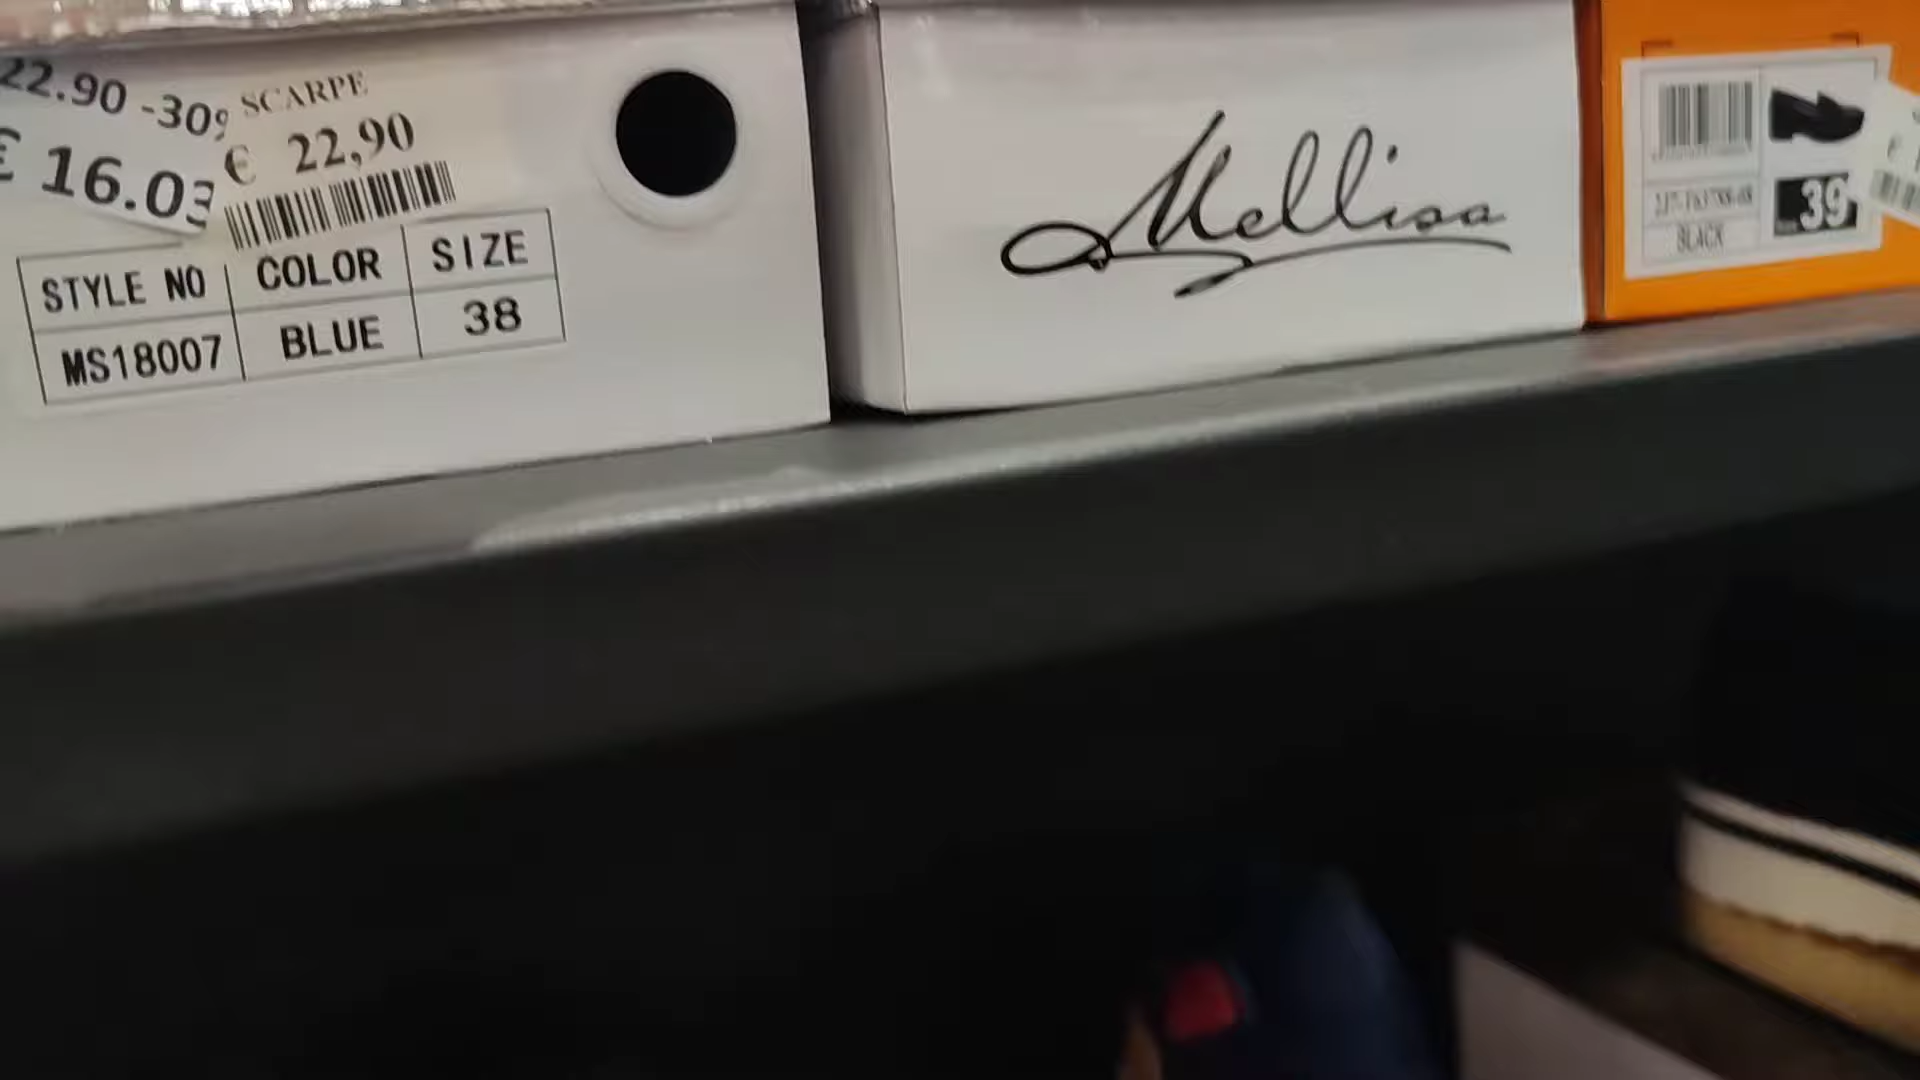 22.90 -30%
€ 16.03
SCARPE
€ 22,90
STYLE NO COLOR SIZE
MS18007 BLUE 38
Mellisa
39
BLACK